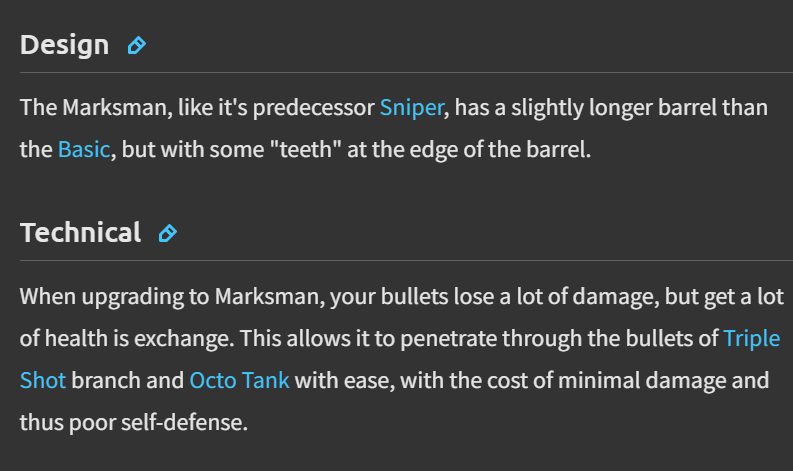 Design
The Marksman, like it's predecessor Sniper, has a slightly longer barrel than
the Basic, but with some "teeth" at the edge of the barrel.
Technical
When upgrading to Marksman, your bullets lose a lot of damage, but get a lot
of health is exchange. This allows it to penetrate through the bullets of Triple
Shot branch and Octo Tank with ease, with the cost of minimal damage and
thus poor self-defense.